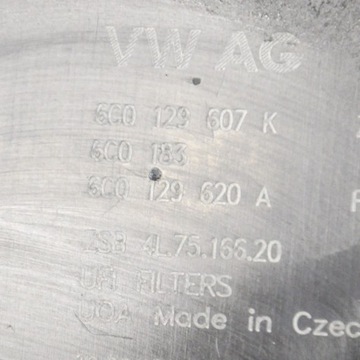 VW AG
6C0 129 607 K
6C0 183
6C0 129 620 A
ZSB 4L.75.166.20
UFI FILTERS
Made in Czec